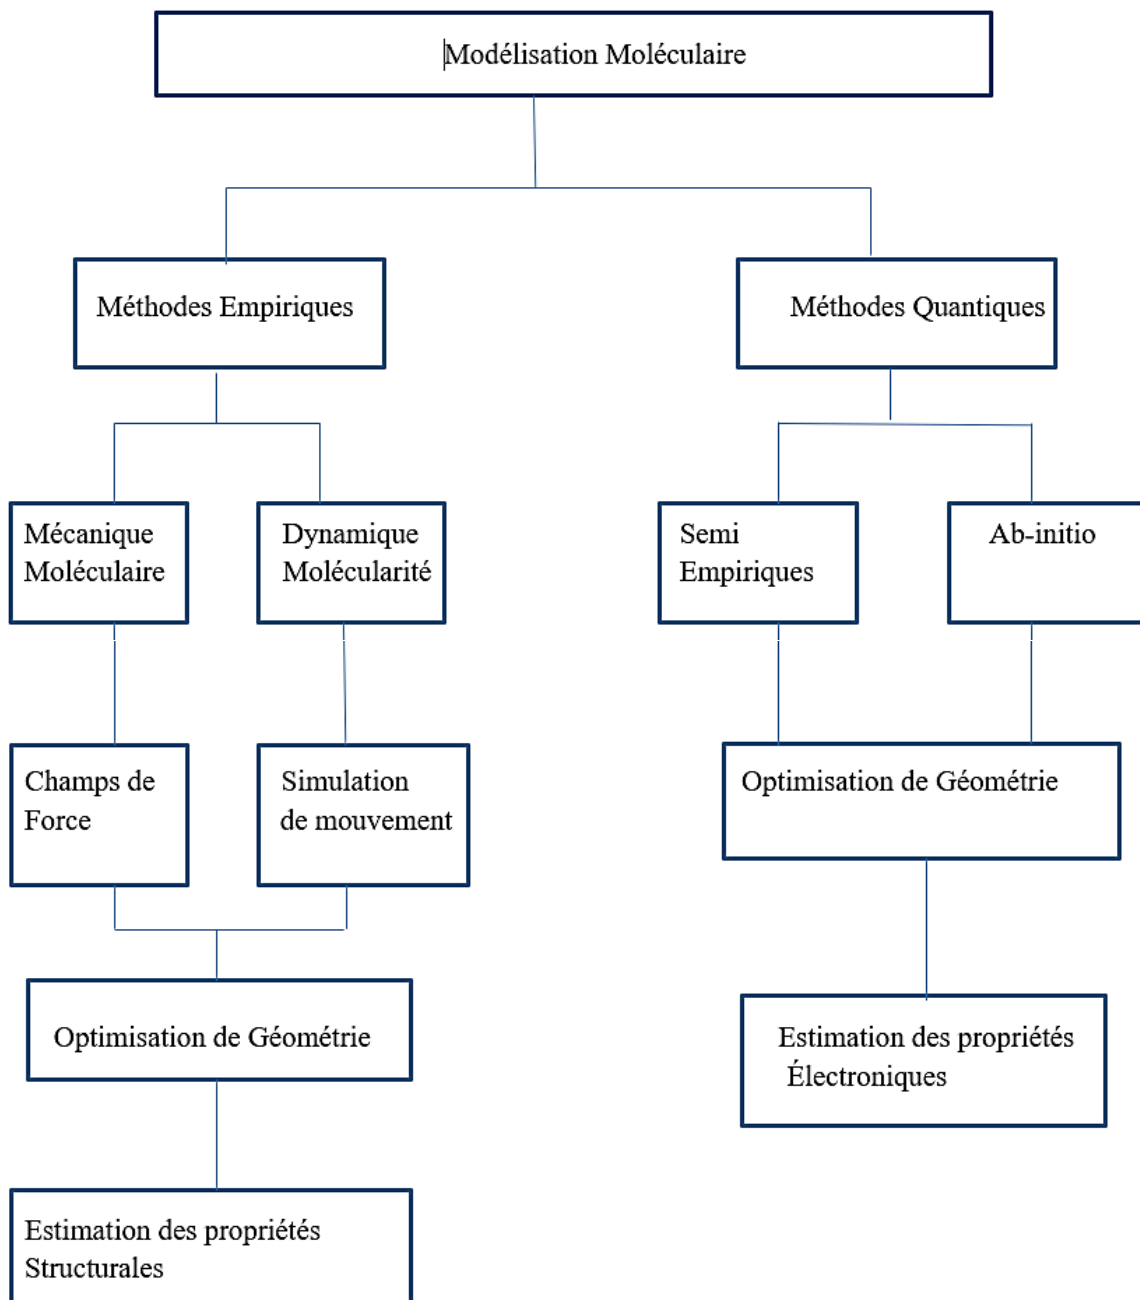 Modélisation Moléculaire
Méthodes Empiriques
Méthodes Quantiques
Mécanique
Moléculaire
Dynamique
Molécularité
Semi
Empiriques
Ab-initio
Champs de
Force
Simulation
de mouvement
Optimisation de Géométrie
Optimisation de Géométrie
Estimation des propriétés
Électroniques
Estimation des propriétés
Structurales